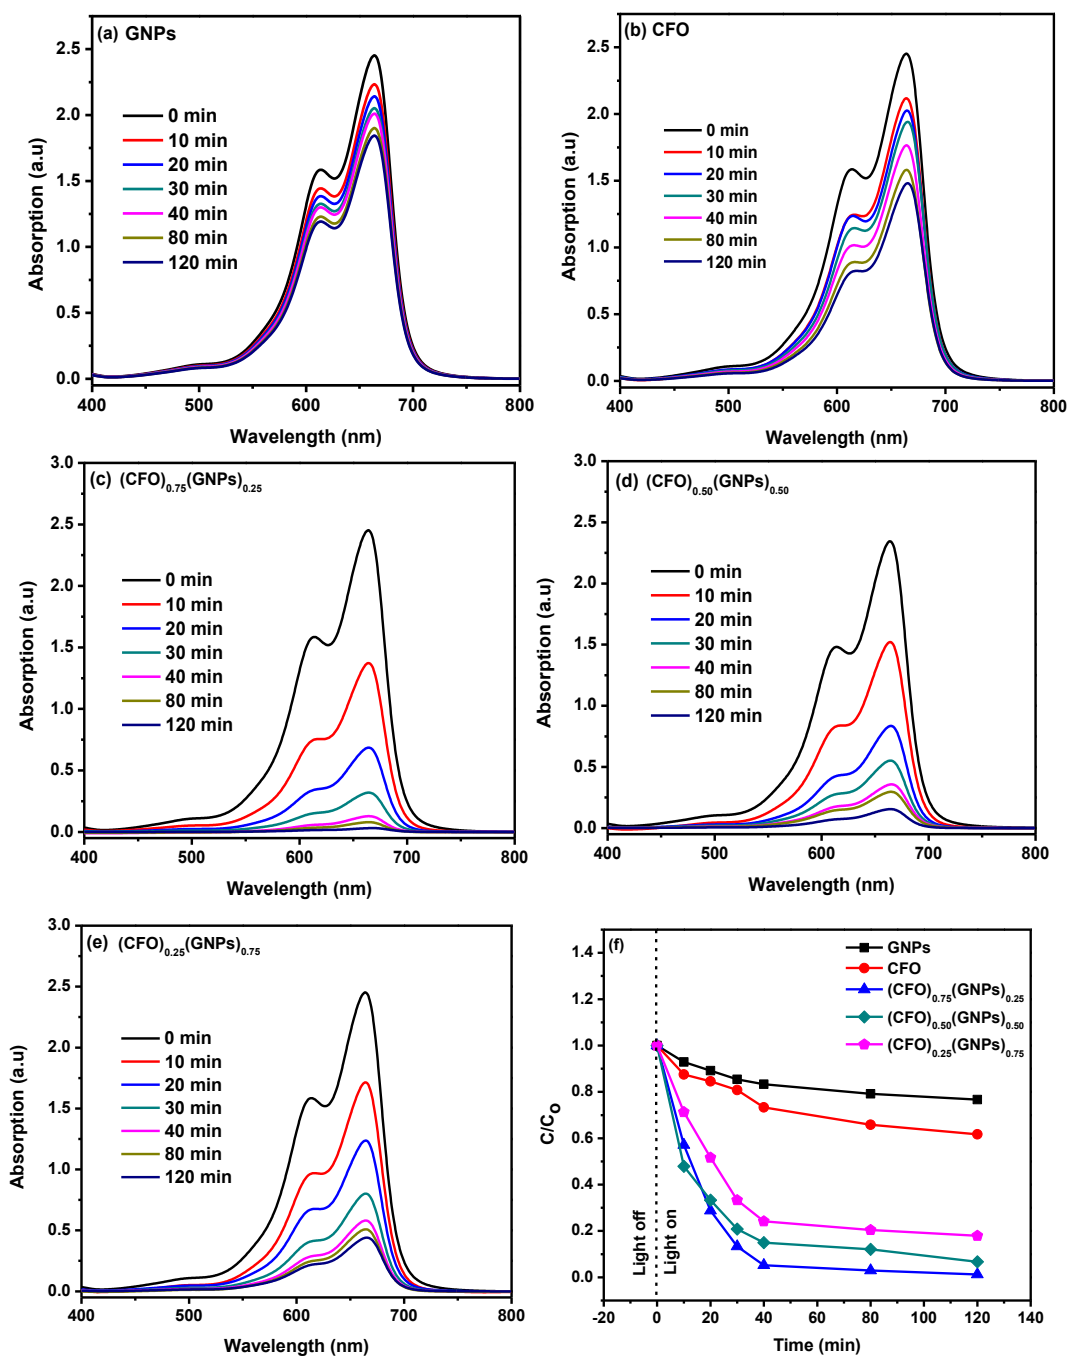 (a) GNPs
2.5
2.0
1.5
1.0
0.5
0.0
Absorption (a.u)
0 min
10 min
20 min
30 min
40 min
80 min
120 min
400 500 600 700 800
Wavelength (nm)
(b) CFO
2.5
2.0
1.5
1.0
0.5
0.0
Absorption (a.u)
0 min
10 min
20 min
30 min
40 min
80 min
120 min
400 500 600 700 800
Wavelength (nm)
(c) (CFO)0.75(GNPs)0.25
3.0
2.5
2.0
1.5
1.0
0.5
0.0
Absorption (a.u)
0 min
10 min
20 min
30 min
40 min
80 min
120 min
400 500 600 700 800
Wavelength (nm)
(d) (CFO)0.50(GNPs)0.50
3.0
2.5
2.0
1.5
1.0
0.5
0.0
Absorption (a.u)
0 min
10 min
20 min
30 min
40 min
80 min
120 min
400 500 600 700 800
Wavelength (nm)
(e) (CFO)0.25(GNPs)0.75
3.0
2.5
2.0
1.5
1.0
0.5
0.0
Absorption (a.u)
0 min
10 min
20 min
30 min
40 min
80 min
120 min
400 500 600 700 800
Wavelength (nm)
(f)
GNPs
CFO
(CFO)0.75(GNPs)0.25
(CFO)0.50(GNPs)0.50
(CFO)0.25(GNPs)0.75
1.4
1.2
1.0
0.8
0.6
0.4
0.2
0.0
C/CO
Light off
Light on
-20 0 20 40 60 80 100 120 140
Time (min)